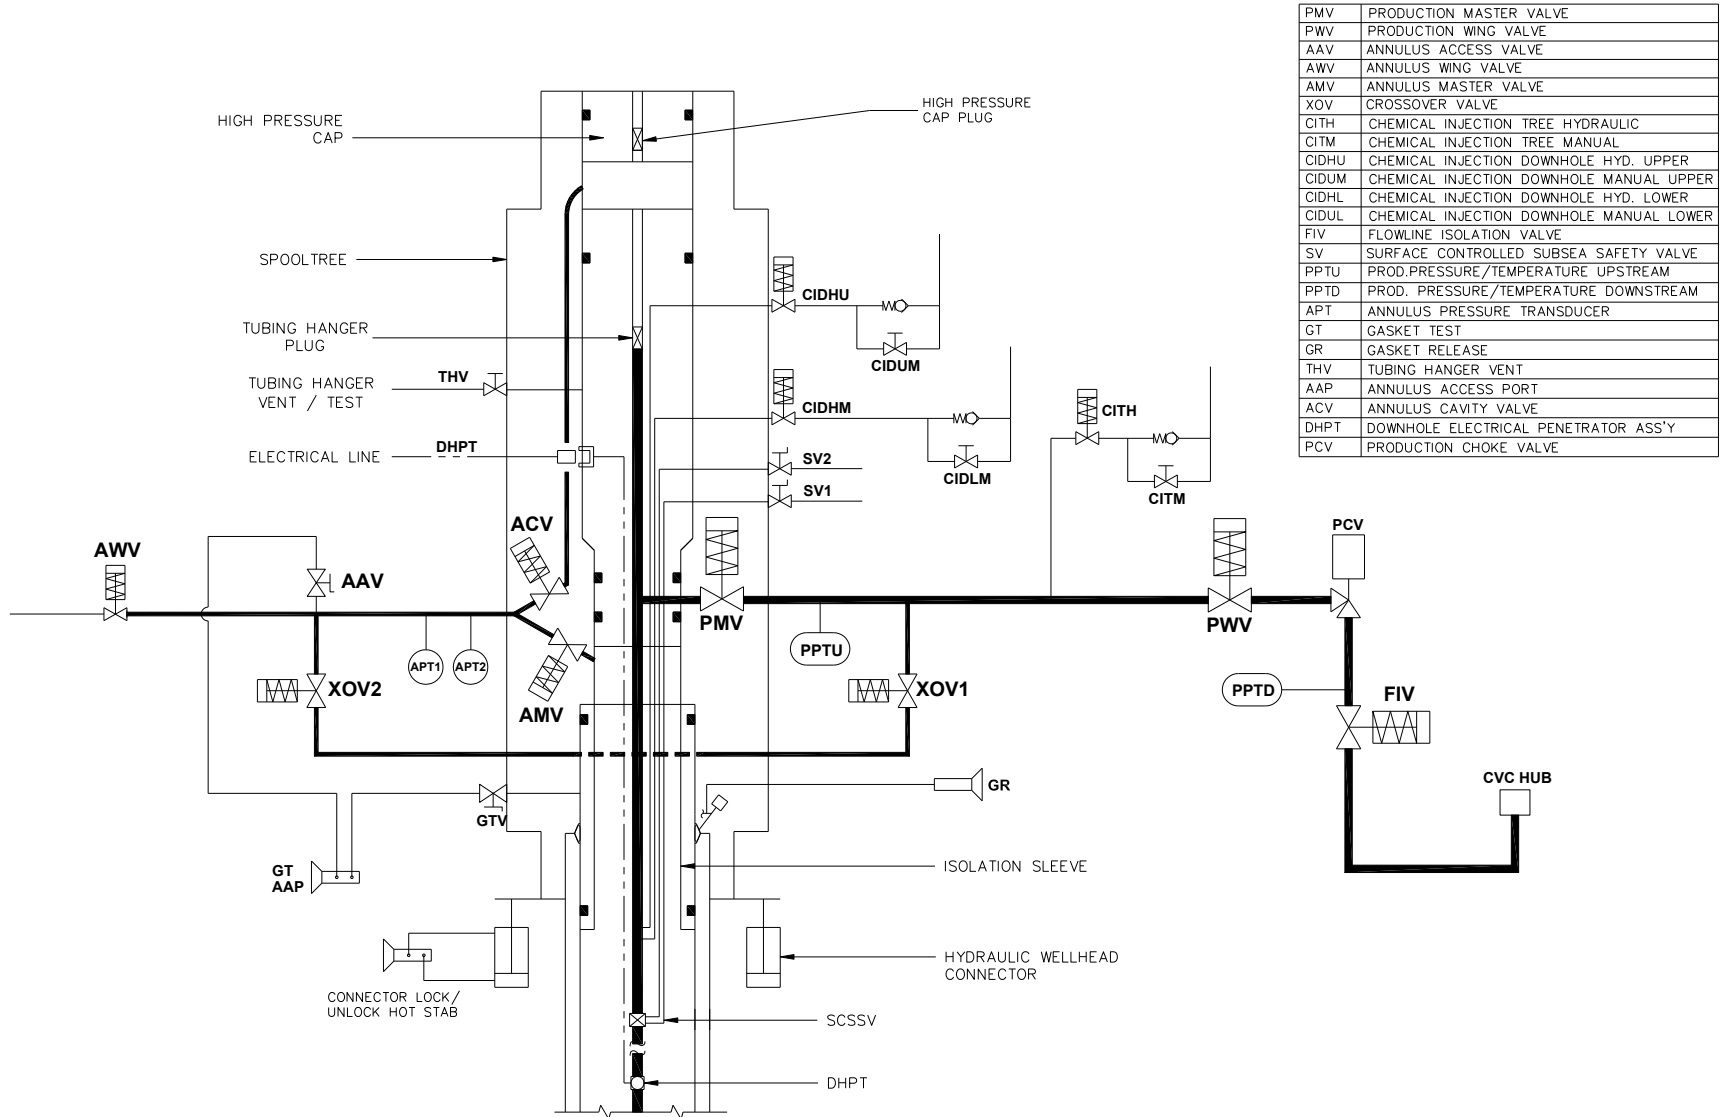 PMV PRODUCTION MASTER VALVE
PWV PRODUCTION WING VALVE
AAV ANNULUS ACCESS VALVE
AWV ANNULUS WING VALVE
AMV ANNULUS MASTER VALVE
XOV CROSSOVER VALVE
CITH CHEMICAL INJECTION TREE HYDRAULIC
CITM CHEMICAL INJECTION TREE MANUAL
CIDHU CHEMICAL INJECTION DOWNHOLE HYD. UPPER
CIDUM CHEMICAL INJECTION DOWNHOLE MANUAL UPPER
CIDHL CHEMICAL INJECTION DOWNHOLE HYD. LOWER
CIDUL CHEMICAL INJECTION DOWNHOLE MANUAL LOWER
FIV FLOWLINE ISOLATION VALVE
SV SURFACE CONTROLLED SUBSEA SAFETY VALVE
PPTU PROD.PRESSURE/TEMPERATURE UPSTREAM
PPTD PROD. PRESSURE/TEMPERATURE DOWNSTREAM
APT ANNULUS PRESSURE TRANSDUCER
GT GASKET TEST
GR GASKET RELEASE
THV TUBING HANGER VENT
AAP ANNULUS ACCESS PORT
ACV ANNULUS CAVITY VALVE
DHPT DOWNHOLE ELECTRICAL PENETRATOR ASS'Y
PCV PRODUCTION CHOKE VALVE
HIGH PRESSURE
CAP
HIGH PRESSURE
CAP PLUG
SPOOLTREE
CIDHU
TUBING HANGER
PLUG
CIDUM
THV
TUBING HANGER
VENT / TEST
CIDHM
CITH
DHPT
ELECTRICAL LINE
SV2
CIDLM
SV1
CITM
ACV
PCV
AWV
AAV
PMV
PWV
PPTU
APT1
APT2
XOV2
XOV1
PPTD
FIV
AMV
CVC HUB
GR
GTV
GT
AAP
ISOLATION SLEEVE
HYDRAULIC WELLHEAD
CONNECTOR
CONNECTOR LOCK/
UNLOCK HOT STAB
SCSSV
DHPT